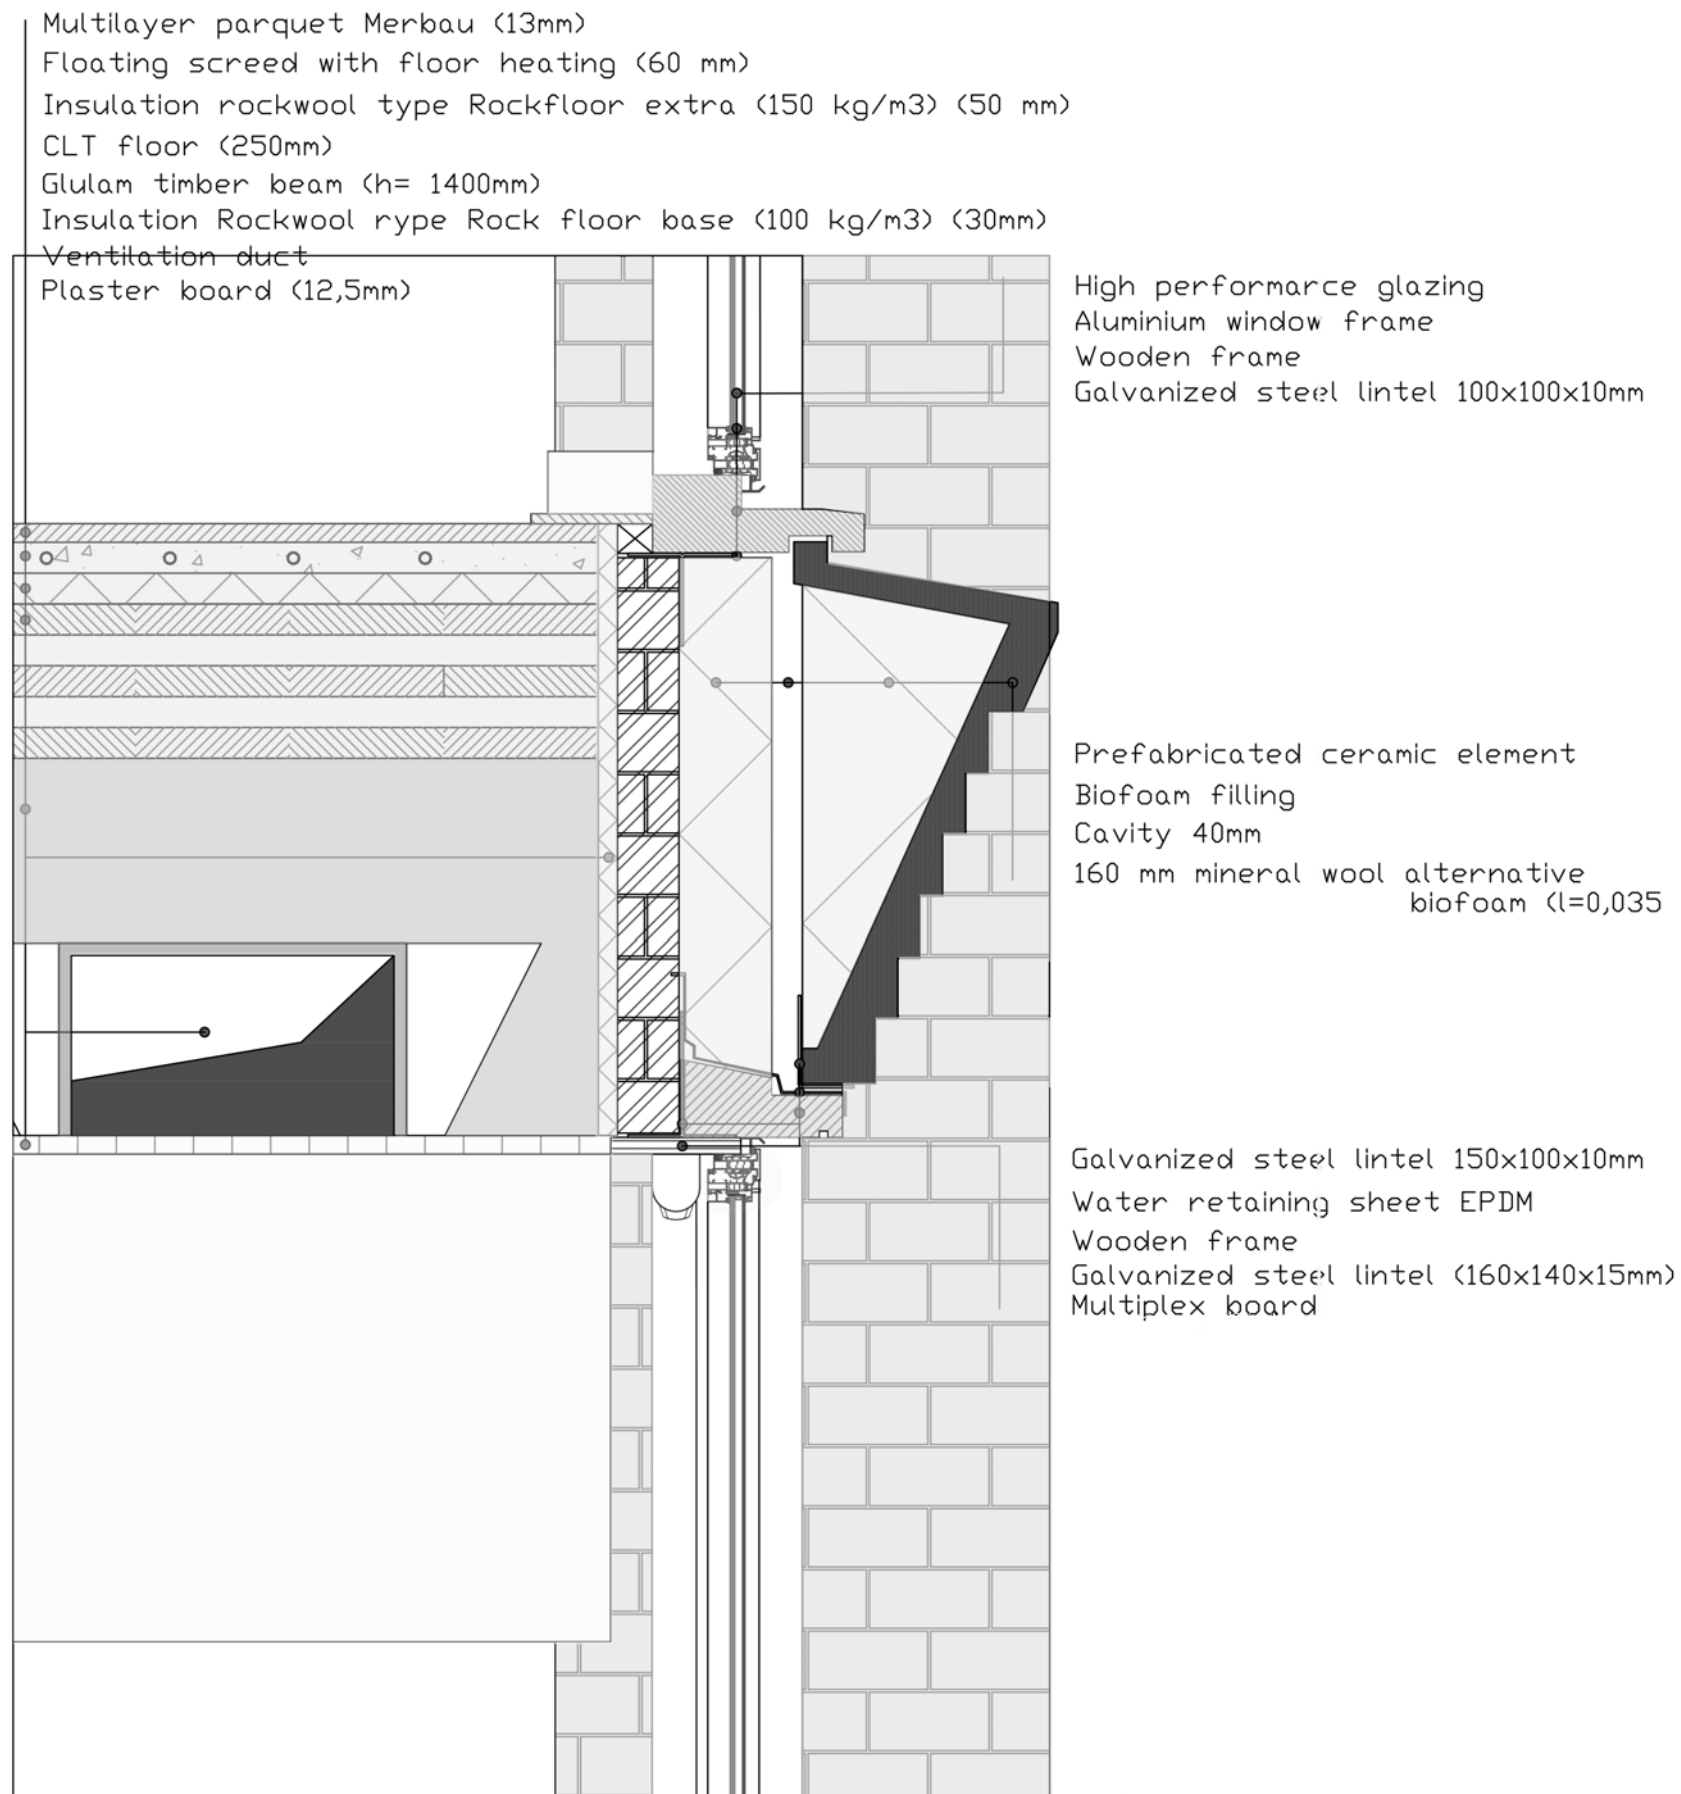 Multilayer parquet Merbau (13mm)
Floating screed with floor heating (60 mm)
Insulation rockwool type Rockfloor extra (150 kg/m3) (50 mm)
CLT floor (250mm)
Glulam timber beam (h= 1400mm)
Insulation Rockwool rype Rock floor base (100 kg/m3) (30mm)
Ventilation duct
Plaster board (12,5mm)
High performarce glazing
Aluminium window frame
Wooden frame
Galvanized steel lintel 100x100x10mm
Prefabricated ceramic element
Biofoam filling
Cavity 40mm
160 mm mineral wool alternative
biofoam (l=0,035
Galvanized steel lintel 150x100x10mm
Water retaining sheet EPDM
Wooden frame
Galvanized steel lintel (160x140x15mm)
Multiplex board